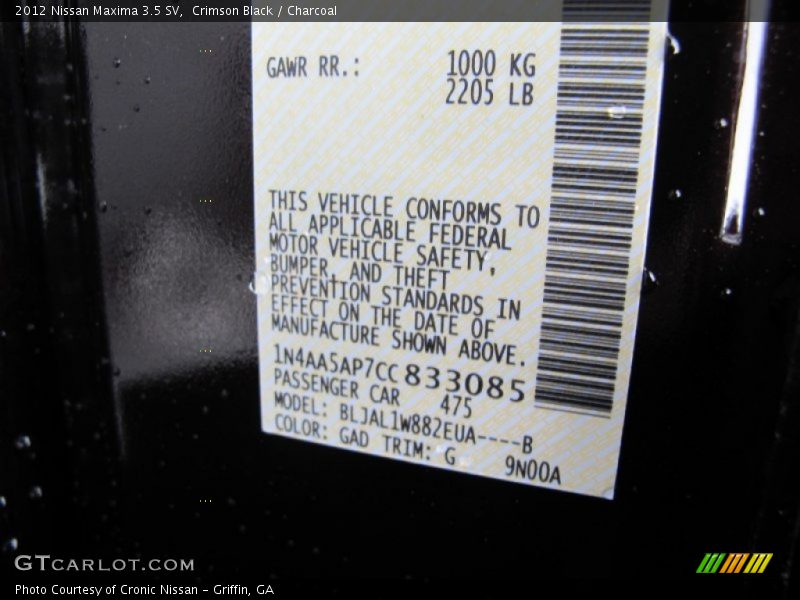 2012 Nissan Maxima 3.5 SV, Crimson Black / Charcoal
GAWR RR.: 1000 KG
2205 LB
THIS VEHICLE CONFORMS TO
ALL APPLICABLE FEDERAL
MOTOR VEHICLE SAFETY,
BUMPER, AND THEFT
PREVENTION STANDARDS IN
EFFECT ON THE DATE OF
MANUFACTURE SHOWN ABOVE.
1N4AA5AP7CC833085
PASSENGER CAR 475
MODEL: BLJAL1W882EUA----B
COLOR: GAD TRIM: G 9N00A
GTCARLOT.COM
Photo Courtesy of Cronic Nissan - Griffin, GA